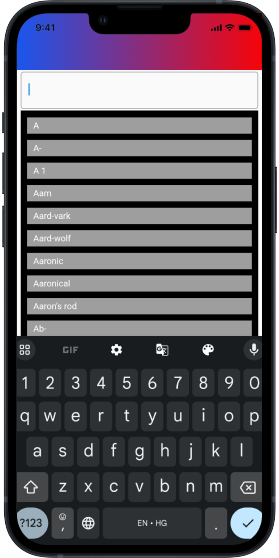 9:41
A
A-
A 1
Aam
Aard-vark
Aard-wolf
Aaronic
Aaronical
Aaron's rod
Ab-
GIF
1 2 3 4 5 6 7 8 9 0
q w e r t y u i o p
a s d f g h j k l
z x c v b n m
?123 , EN • HG .